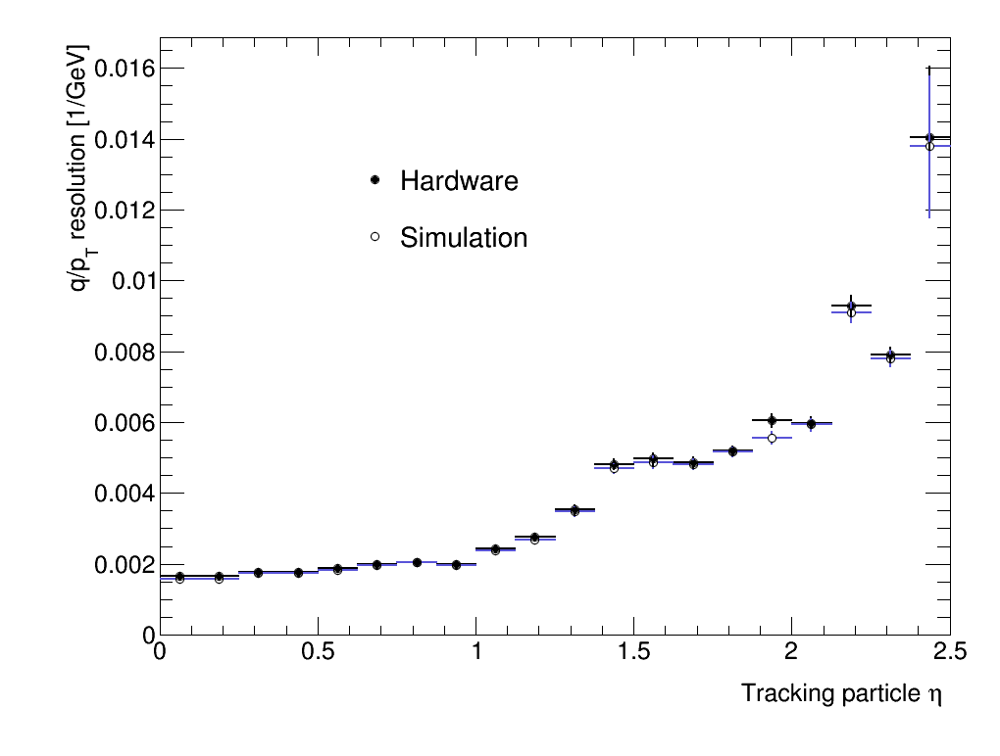 q/pT resolution [1/GeV]
0.016
0.014
0.012
0.01
0.008
0.006
0.004
0.002
0
Hardware
Simulation
0 0.5 1 1.5 2 2.5
Tracking particle η